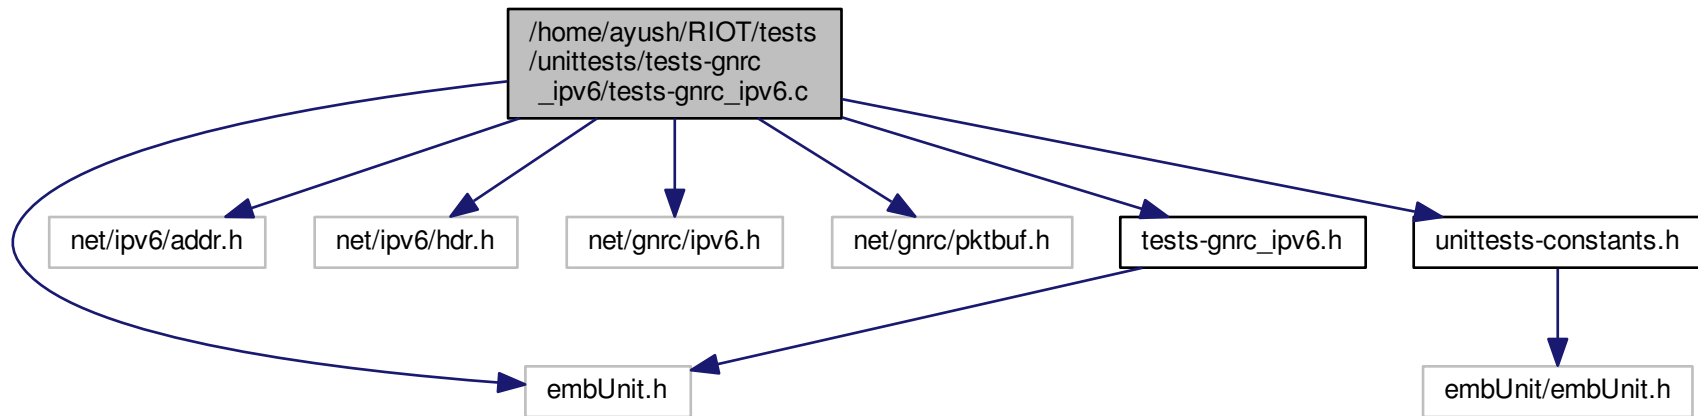 /home/ayush/RIOT/tests
/unittests/tests-gnrc
_ipv6/tests-gnrc_ipv6.c
net/ipv6/addr.h
net/ipv6/hdr.h
net/gnrc/ipv6.h
net/gnrc/pktbuf.h
tests-gnrc_ipv6.h
unittests-constants.h
embUnit.h
embUnit/embUnit.h